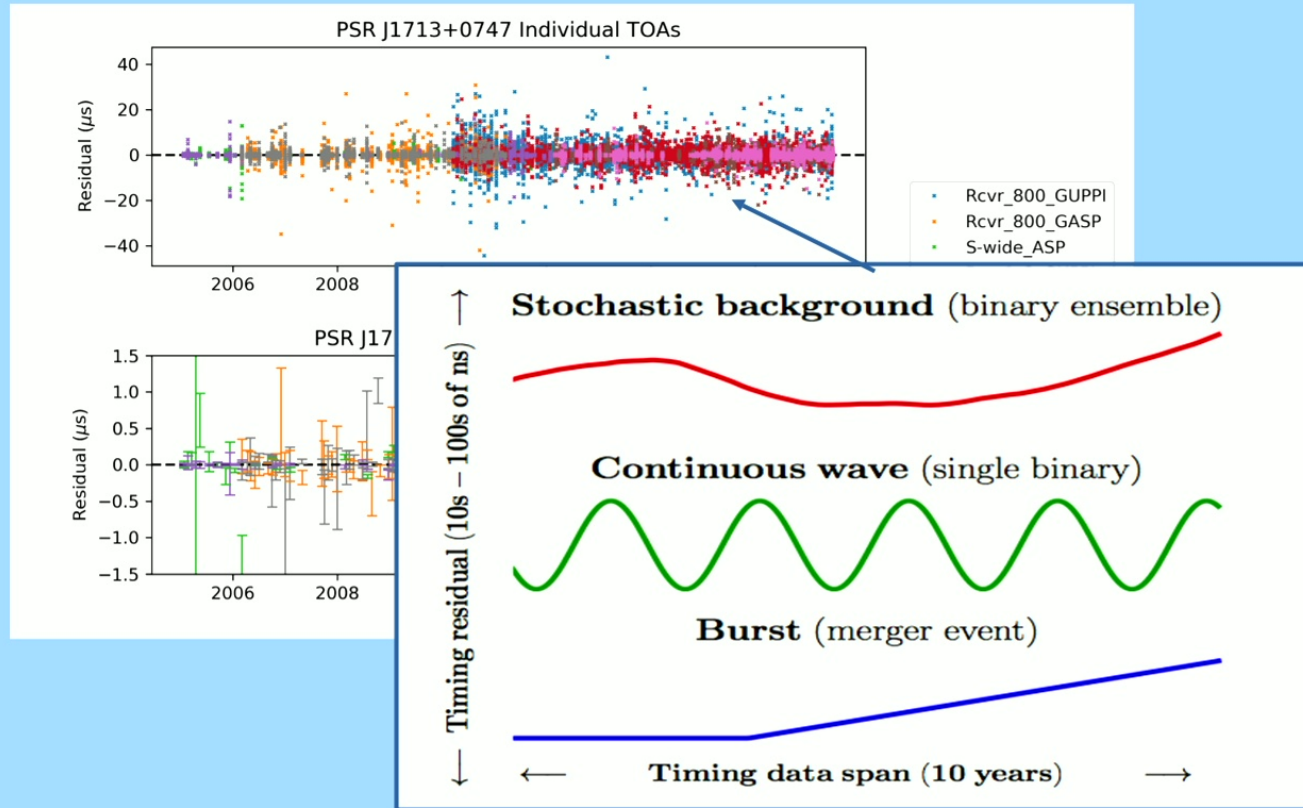 PSR J1713+0747 Individual TOAs
Residual (μs)
40
20
0
−20
−40
2006
2008
Rcvr_800_GUPPI
Rcvr_800_GASP
S-wide_ASP
PSR J17
Residual (μs)
1.5
1.0
0.5
0.0
−0.5
−1.0
−1.5
2006
2008
← Timing residual (10s − 100s of ns) →
Stochastic background (binary ensemble)
Continuous wave (single binary)
Burst (merger event)
← Timing data span (10 years) →